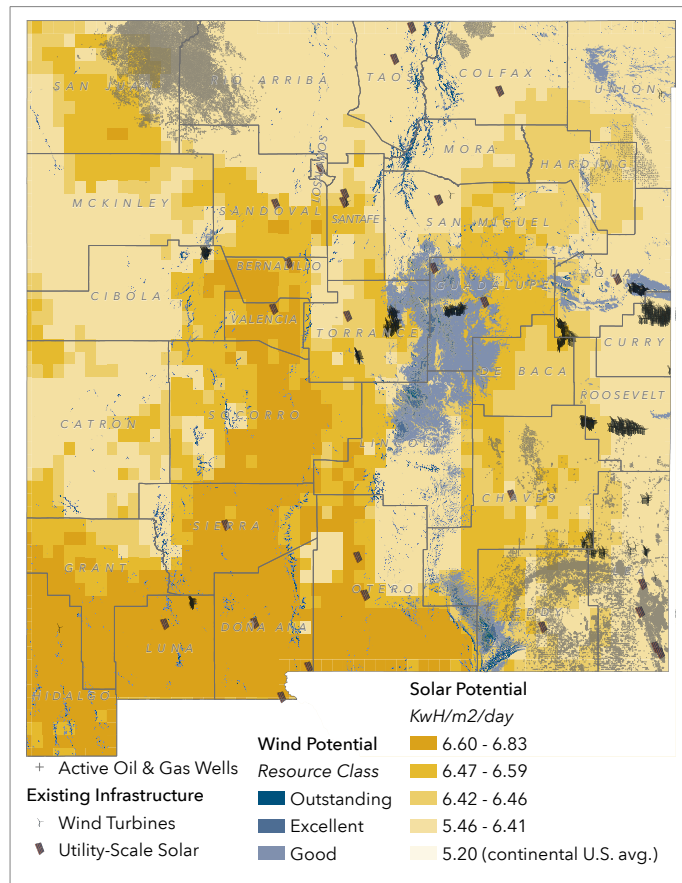 SAN JUAN
RIO ARRIBA
TAOS
COLFAX
UNION
LOS ALAMOS
MORA
HARDING
MCKINLEY
SANDOVAL
SANTAFE
SAN MIGUEL
BERNALILLO
CIBOLA
VALENCIA
TORRANCE
GUADALUPE
QUAY
CURRY
DE BACA
ROOSEVELT
CATRON
SOCORRO
LINCOLN
CHAVES
SIERRA
GRANT
OTERO
EDDY
LUNA
DONA ANA
HIDALGO
Solar Potential
KwH/m2/day
6.60 - 6.83
6.47 - 6.59
6.42 - 6.46
5.46 - 6.41
5.20 (continental U.S. avg.)
Wind Potential
Resource Class
Outstanding
Excellent
Good
Active Oil & Gas Wells
Existing Infrastructure
Wind Turbines
Utility-Scale Solar